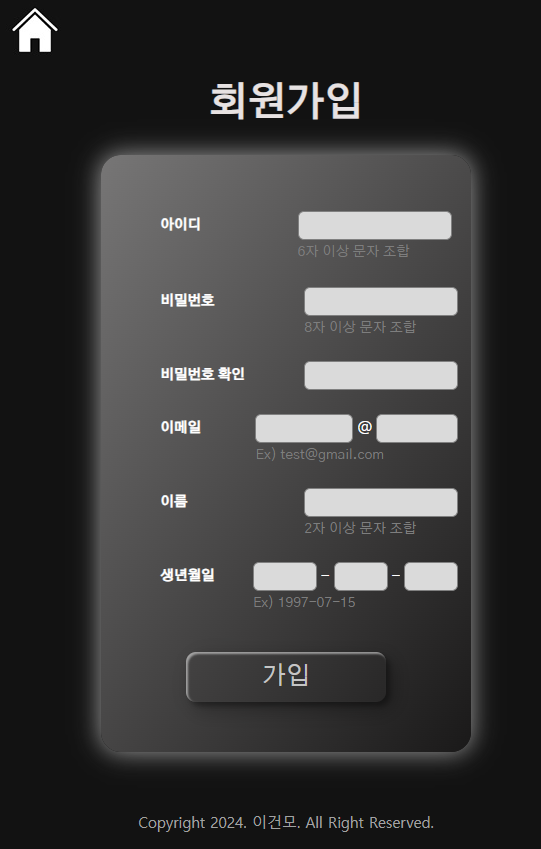 회원가입
아이디
6자 이상 문자 조합
비밀번호
8자 이상 문자 조합
비밀번호 확인
이메일 @
Ex) test@gmail.com
이름
2자 이상 문자 조합
생년월일 - -
Ex) 1997-07-15
가입
Copyright 2024. 이건모. All Right Reserved.